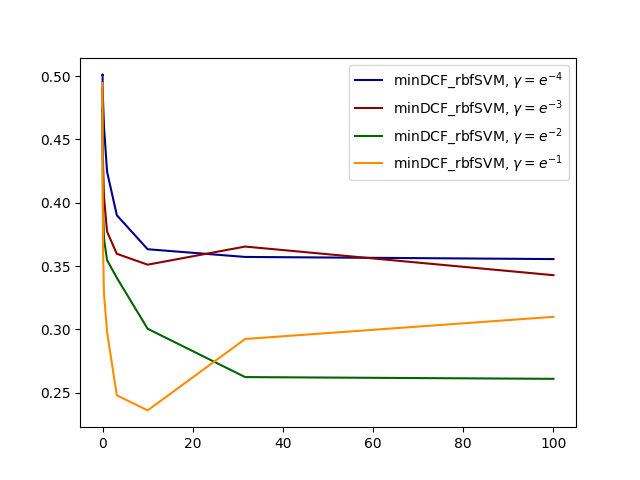 0.50
0.45
0.40
0.35
0.30
0.25
0 20 40 60 80 100
minDCF_rbfSVM, γ = e⁻⁴
minDCF_rbfSVM, γ = e⁻³
minDCF_rbfSVM, γ = e⁻²
minDCF_rbfSVM, γ = e⁻¹